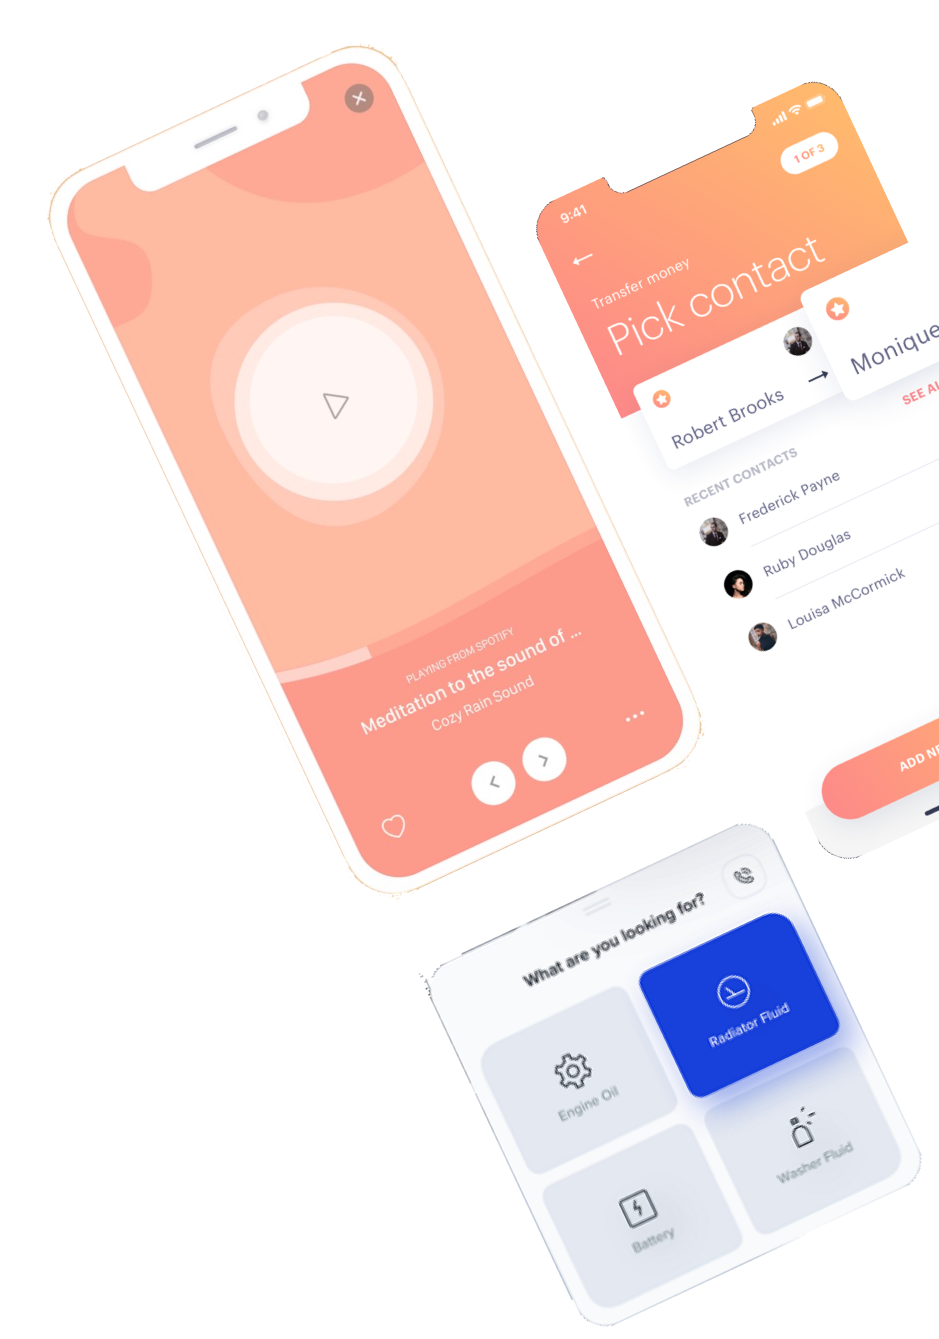 PLAYING FROM SPOTIFY
Meditation to the sound of ...
Cozy Rain Sound
9:41
1 OF 3
Transfer money
Pick contact
Robert Brooks
Monique
SEE
RECENT CONTACTS
Frederick Payne
Ruby Douglas
Louisa McCormick
ADD
What are you looking for?
Engine Oil
Radiator Fluid
Battery
Washer Fluid